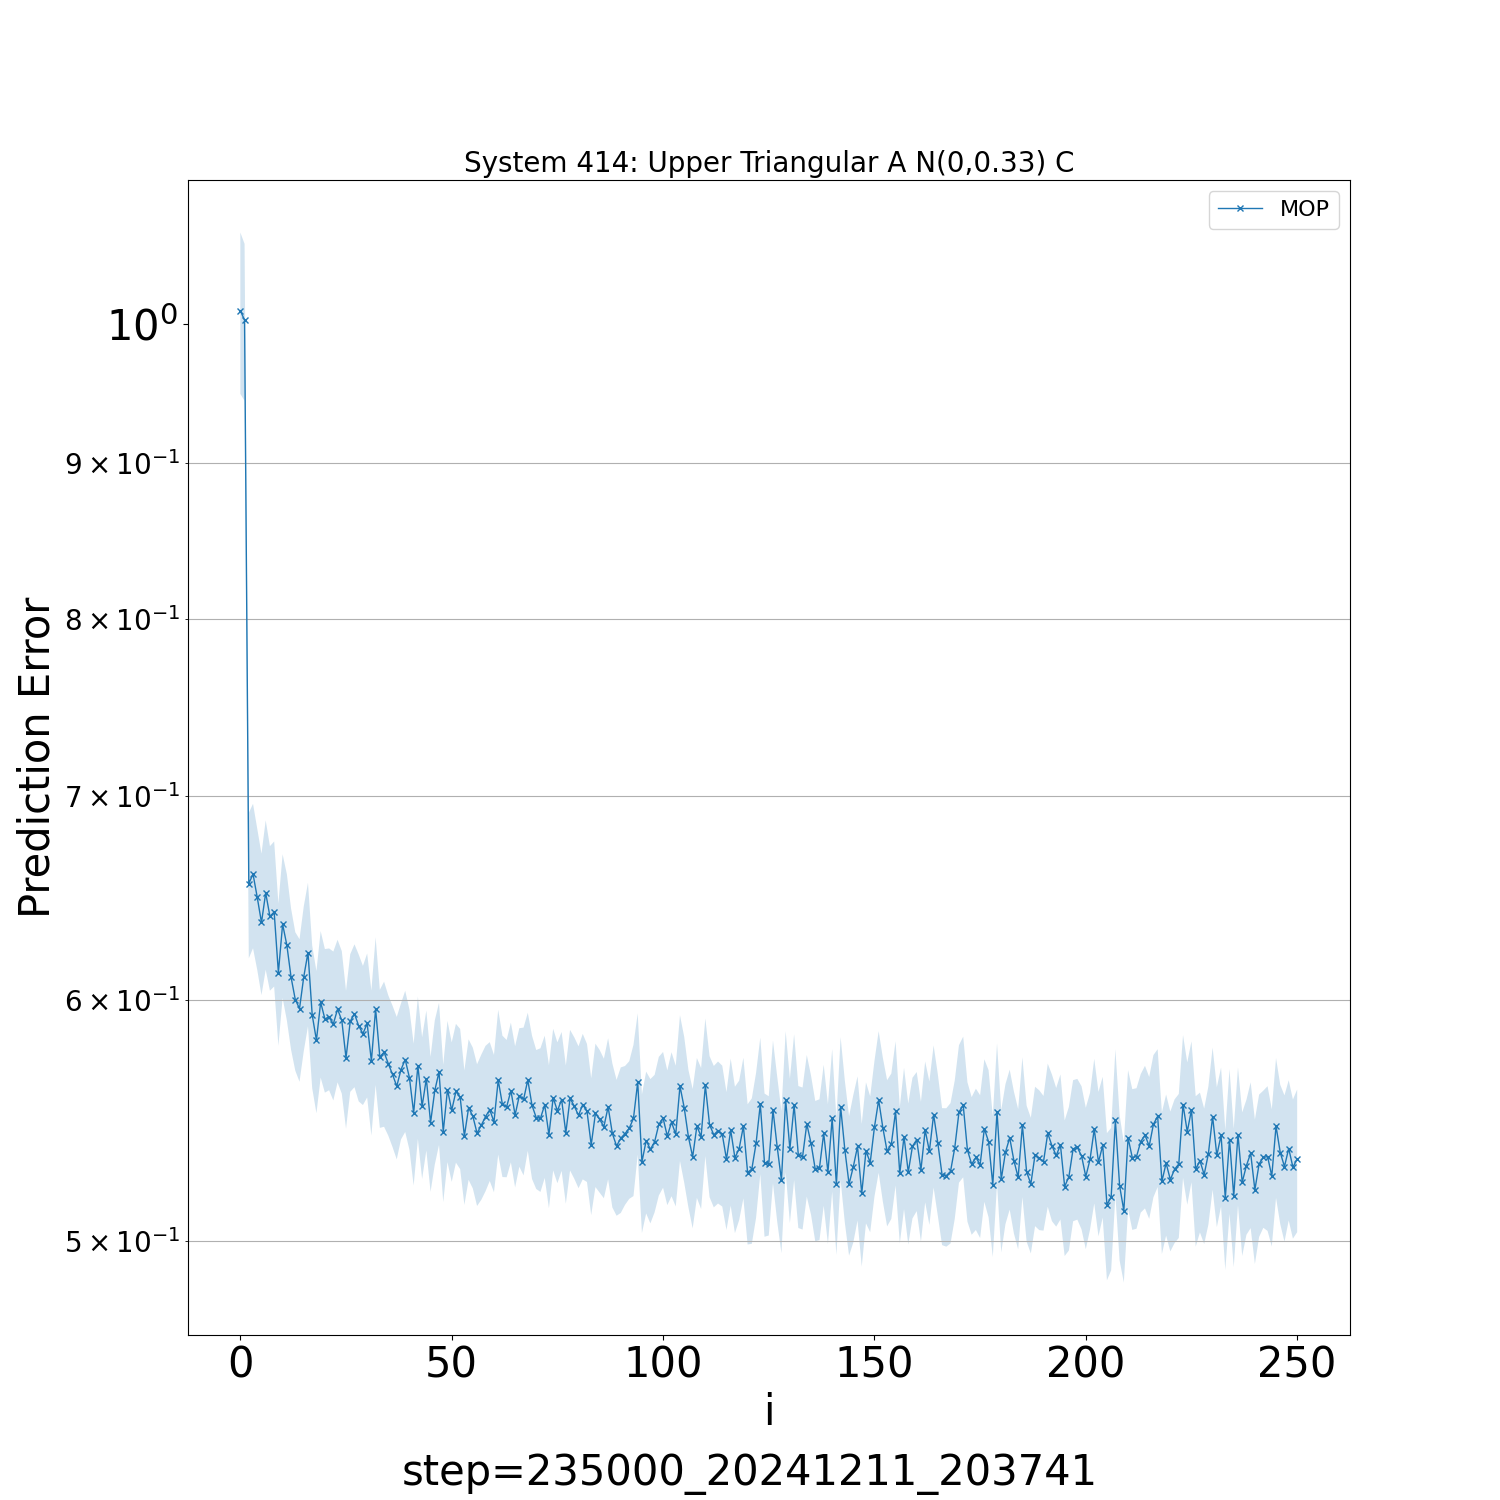 System 414: Upper Triangular A N(0,0.33) C
MOP
Prediction Error
10⁰
9 × 10⁻¹
8 × 10⁻¹
7 × 10⁻¹
6 × 10⁻¹
5 × 10⁻¹
0 50 100 150 200 250
i
step=235000_20241211_203741